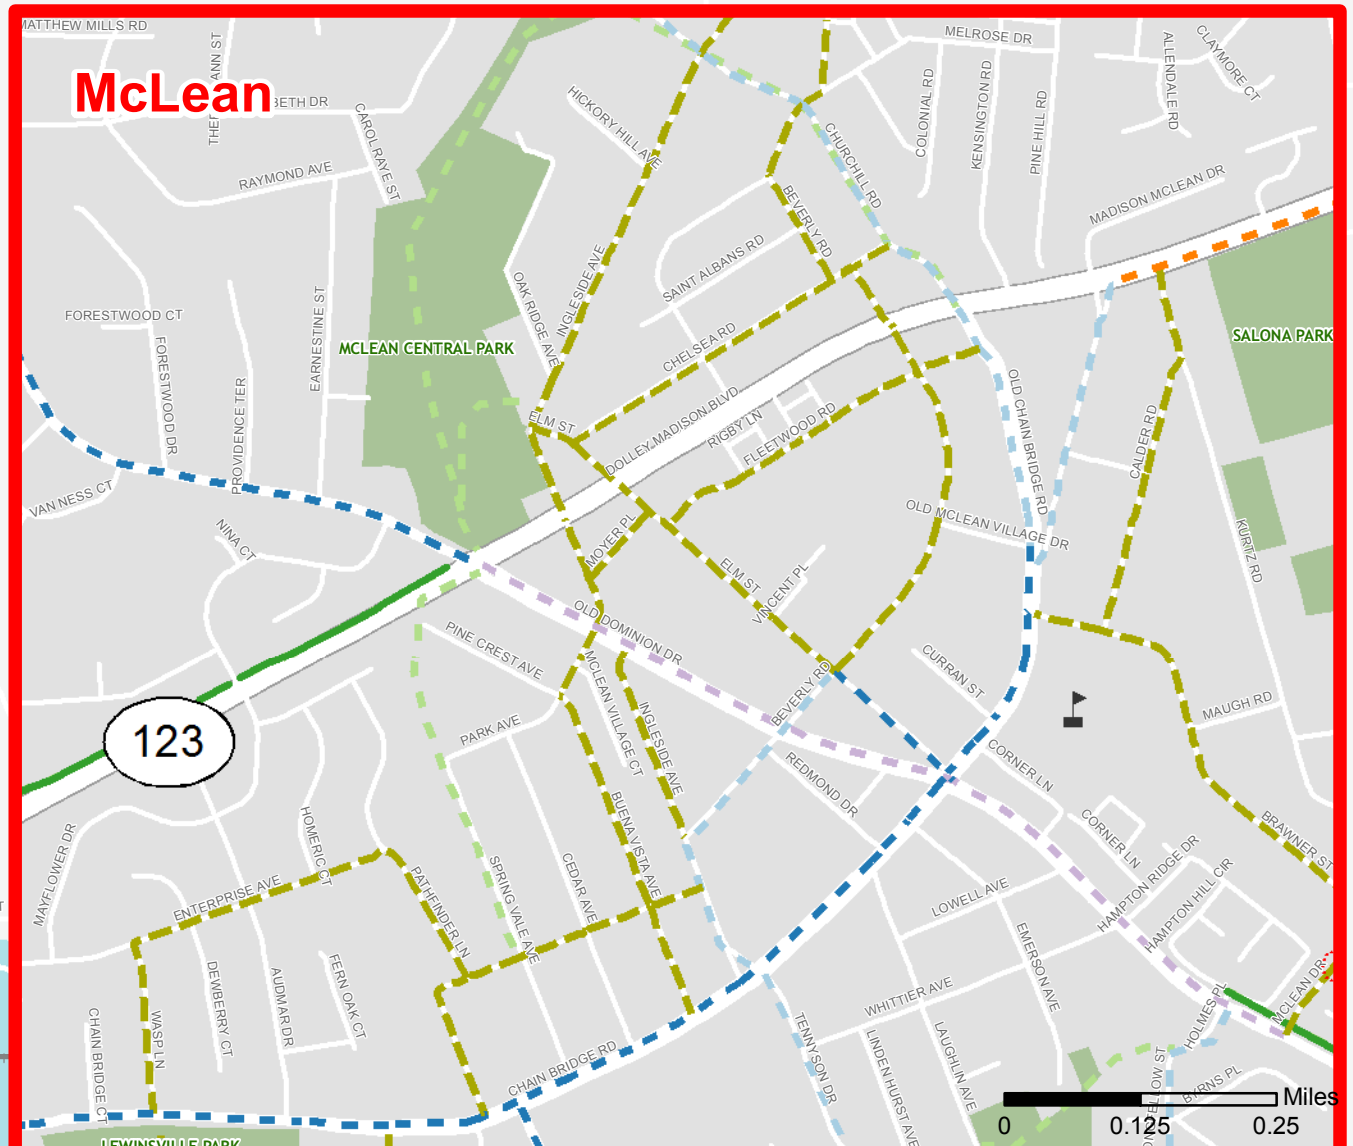 MATTHEW MILLS RD
McLean
BETH DR
ANN ST
CAROL RAYE ST
RAYMOND AVE
HICKORY HILL AVE
MELROSE DR
COLONIAL RD
KENSINGTON RD
PINE HILL RD
ALLENDALE RD
CLAYMORE CT
CHURCHILL RD
BEVERLY RD
MADISON MCLEAN DR
SAINT ALBANS RD
INGLESIDE AVE
OAK RIDGE AVE
FORESTWOOD CT
FORESTWOOD DR
PROVIDENCE TER
EARNESTINE ST
MCLEAN CENTRAL PARK
CHELSEA RD
SALONA PARK
DOLLEY MADISON BLVD
RIGBY LN
FLEETWOOD RD
ELM ST
OLD CHAIN BRIDGE RD
CALDER RD
KURTZ RD
VAN NESS CT
NINA CT
MOYER PL
OLD MCLEAN VILLAGE DR
ELM ST
VINCENT PL
OLD DOMINION DR
PINE CREST AVE
MCLEAN VILLAGE CT
BEVERLY RD
CURRAN ST
MAUGH RD
123
PARK AVE
INGLESIDE AVE
REDMOND DR
CORNER LN
CORNER LN
BRAWNER ST
HOMERIC CT
MAYFLOWER DR
ENTERPRISE AVE
PATHFINDER LN
SPRING VALE AVE
CEDAR AVE
BUENA VISTA AVE
LOWELL AVE
HAMPTON RIDGE DR
HAMPTON HILL CIR
EMERSON AVE
WHITTIER AVE
MCLEAN DR
HOLMES PL
CHAIN BRIDGE CT
WASP LN
DEWBERRY CT
AUDMAR DR
FERN OAK CT
CHAIN BRIDGE RD
TENNYSON DR
LINDEN HURST AVE
LAUGHLIN AVE
FELLOW ST
BYRNS PL
Miles
0 0.125 0.25
LEWINSVILLE PARK